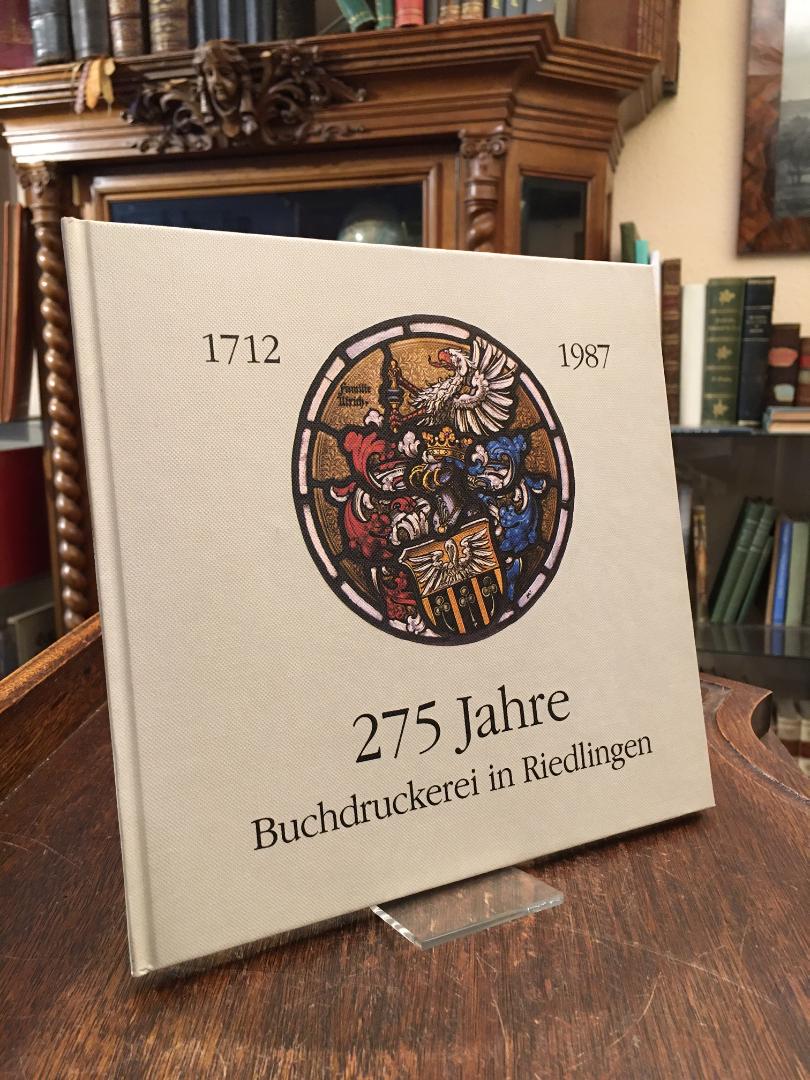 1712
1987
Familie
Ulrich.
275 Jahre
Buchdruckerei in Riedlingen